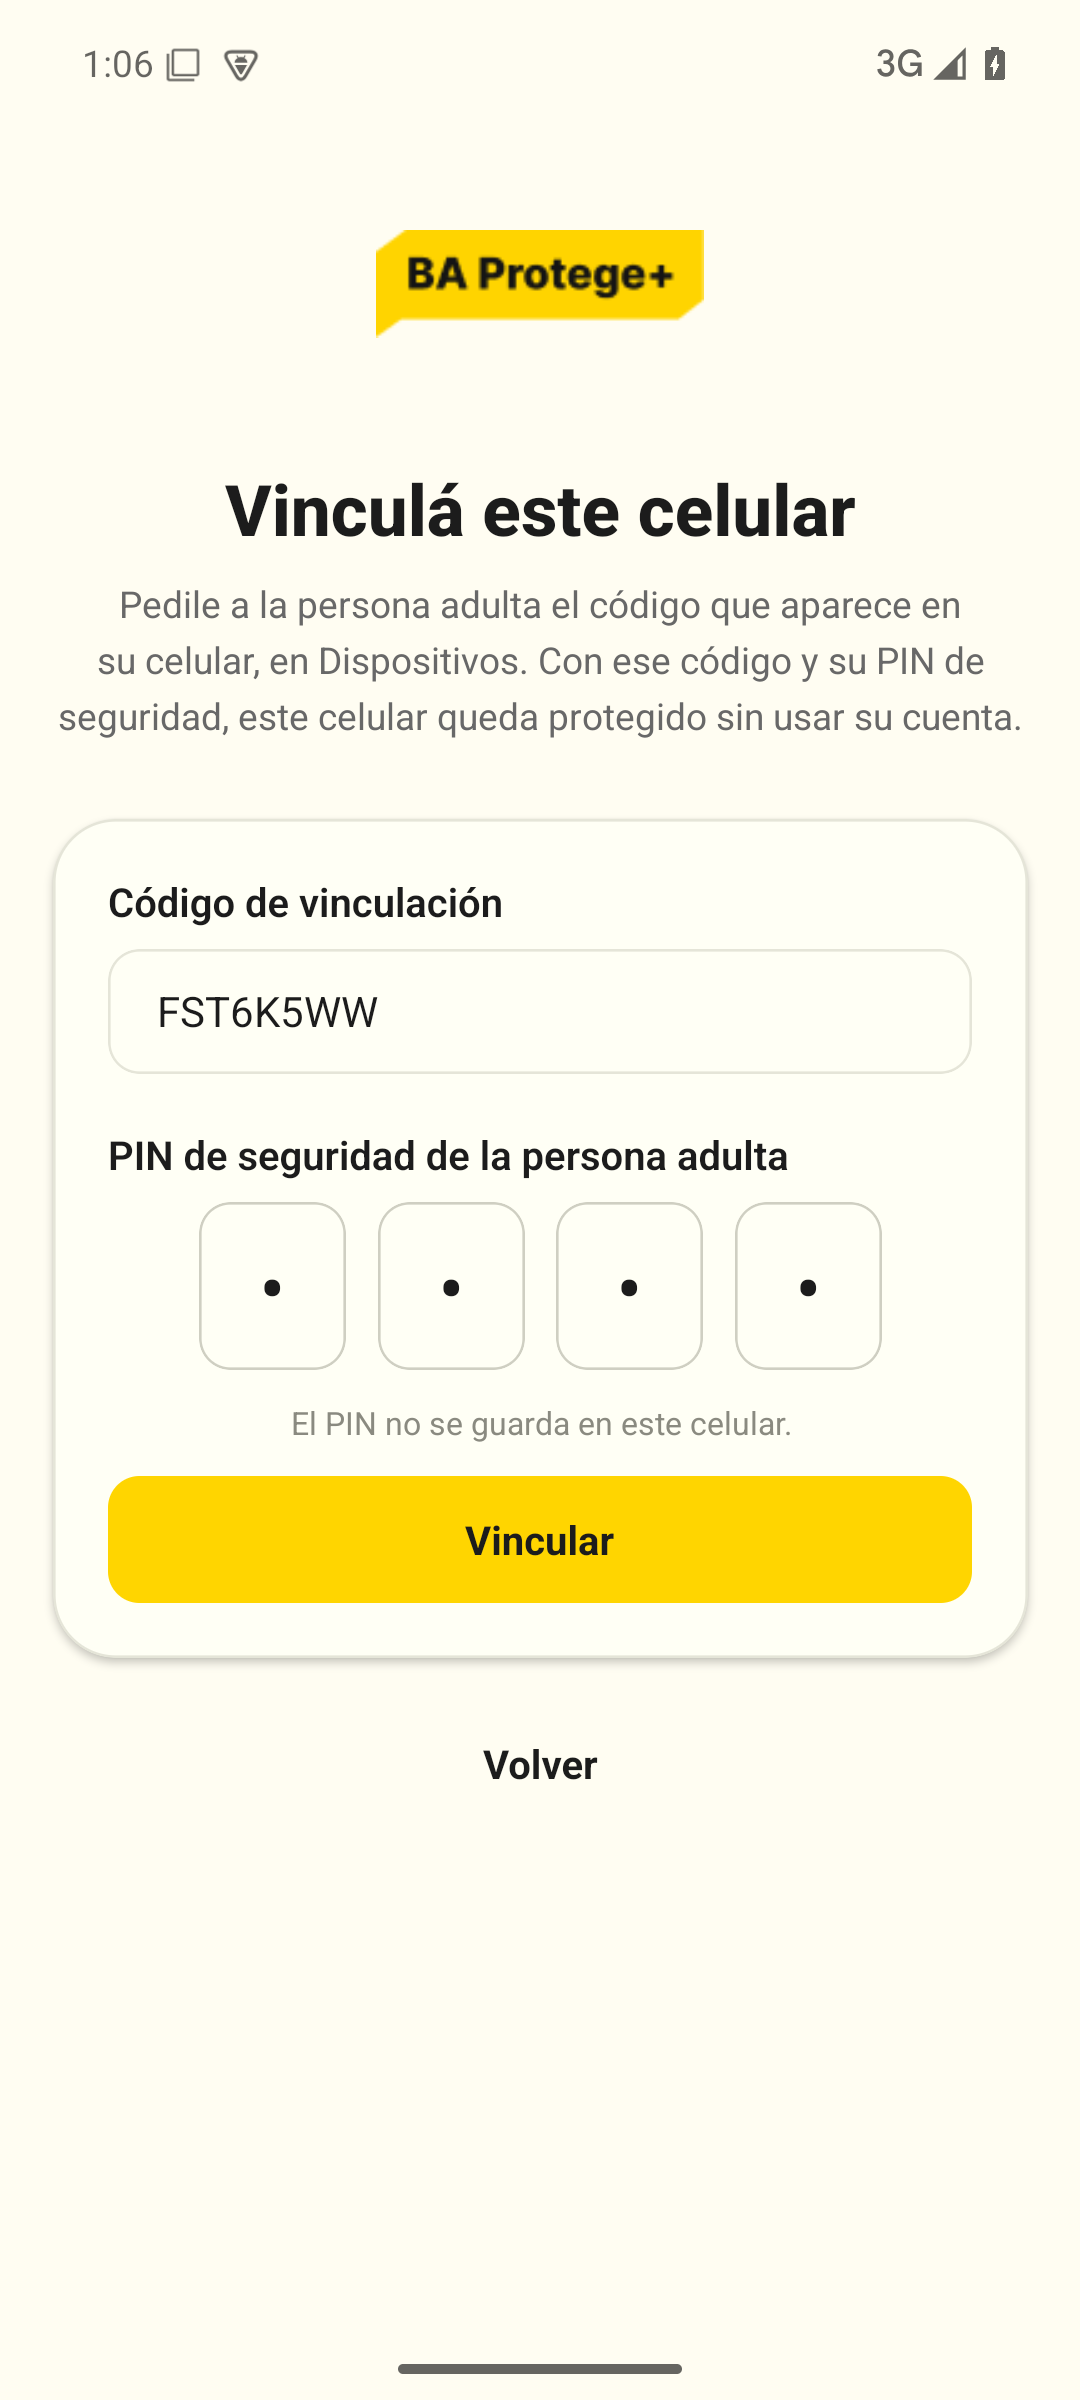 1:06
3G
BA Protege+
Vinculá este celular
Pedile a la persona adulta el código que aparece en
su celular, en Dispositivos. Con ese código y su PIN de
seguridad, este celular queda protegido sin usar su cuenta.
Código de vinculación
FST6K5WW
PIN de seguridad de la persona adulta
• • • •
El PIN no se guarda en este celular.
Vincular
Volver